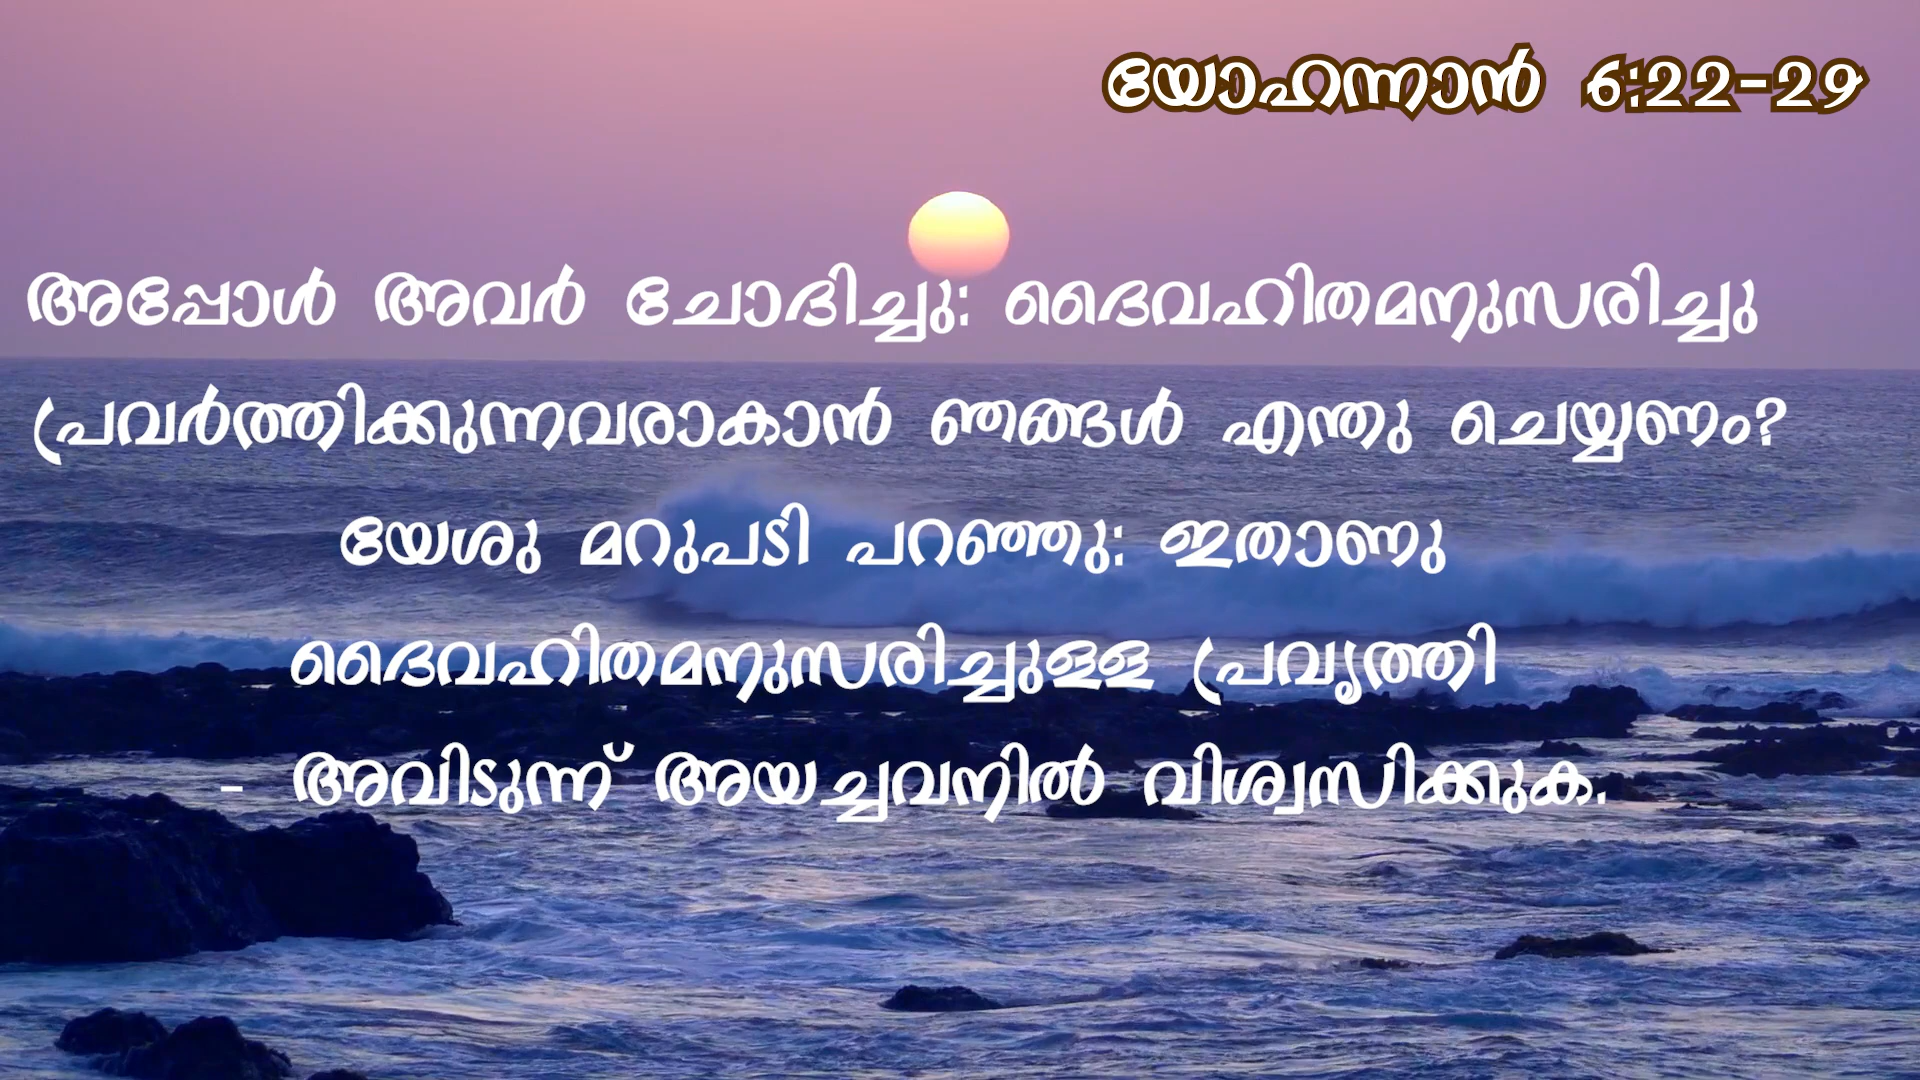 യോഹന്നാൻ 6:22-29
അപ്പോൾ അവർ ചോദിച്ചു: ദൈവഹിതമനുസരിച്ചു
പ്രവർത്തിക്കുന്നവരാകാൻ ഞങ്ങൾ എന്തു ചെയ്യണം?
യേശു മറുപടി പറഞ്ഞു: ഇതാണു
ദൈവഹിതമനുസരിച്ചുള്ള പ്രവൃത്തി
- അവിടുന്ന് അയച്ചവനിൽ വിശ്വസിക്കുക.